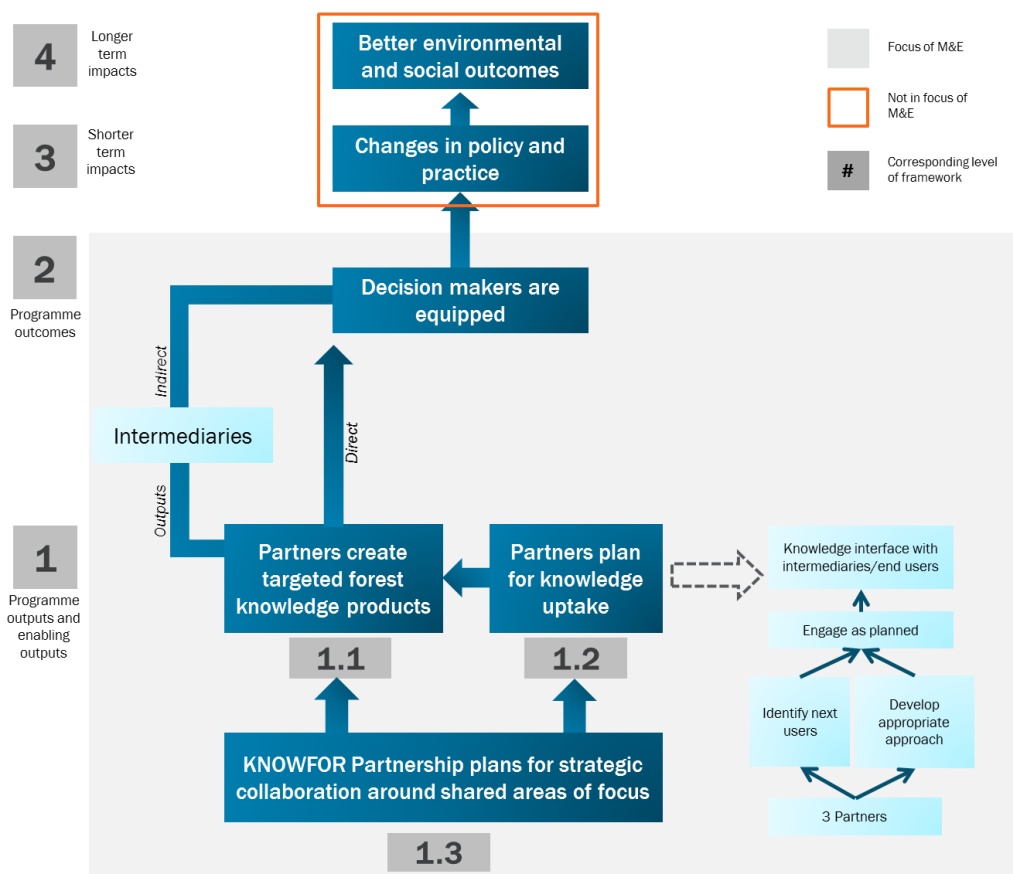 4
Longer
term
impacts
Better environmental
and social outcomes
Focus of M&E
Not in focus of
M&E
3
Shorter
term
impacts
Changes in policy and
practice
#
Corresponding level
of framework
2
Programme
outcomes
Decision makers are
equipped
Indirect
Intermediaries
Direct
Outputs
1
Programme
outputs and
enabling
outputs
Partners create
targeted forest
knowledge products
Partners plan
for knowledge
uptake
1.1
1.2
KNOWFOR Partnership plans for strategic
collaboration around shared areas of focus
1.3
Knowledge interface with
intermediaries/end users
Engage as planned
Identify next
users
Develop
appropriate
approach
3 Partners